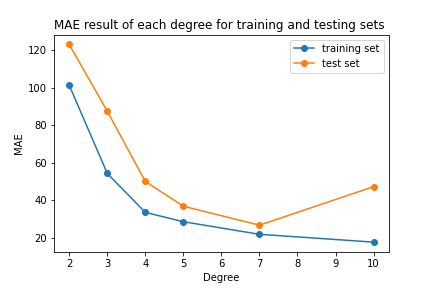 MAE result of each degree for training and testing sets
training set
test set
120
100
80
60
40
20
MAE
2 3 4 5 6 7 8 9 10
Degree